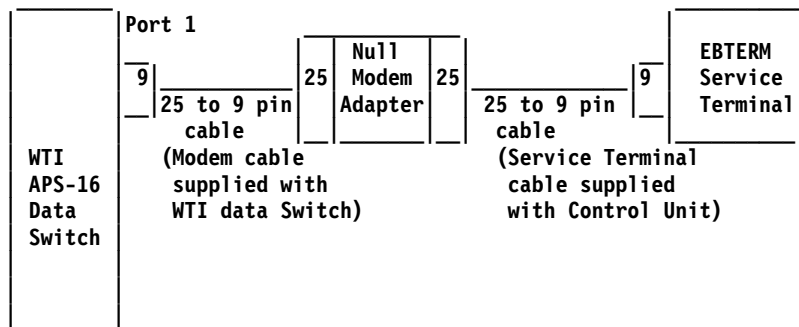 Port 1
Null
Modem
Adapter
EBTERM
Service
Terminal
9
25
25
9
25 to 9 pin
cable
(Modem cable
supplied with
WTI data Switch)
25 to 9 pin
cable
(Service Terminal
cable supplied
with Control Unit)
WTI
APS-16
Data
Switch